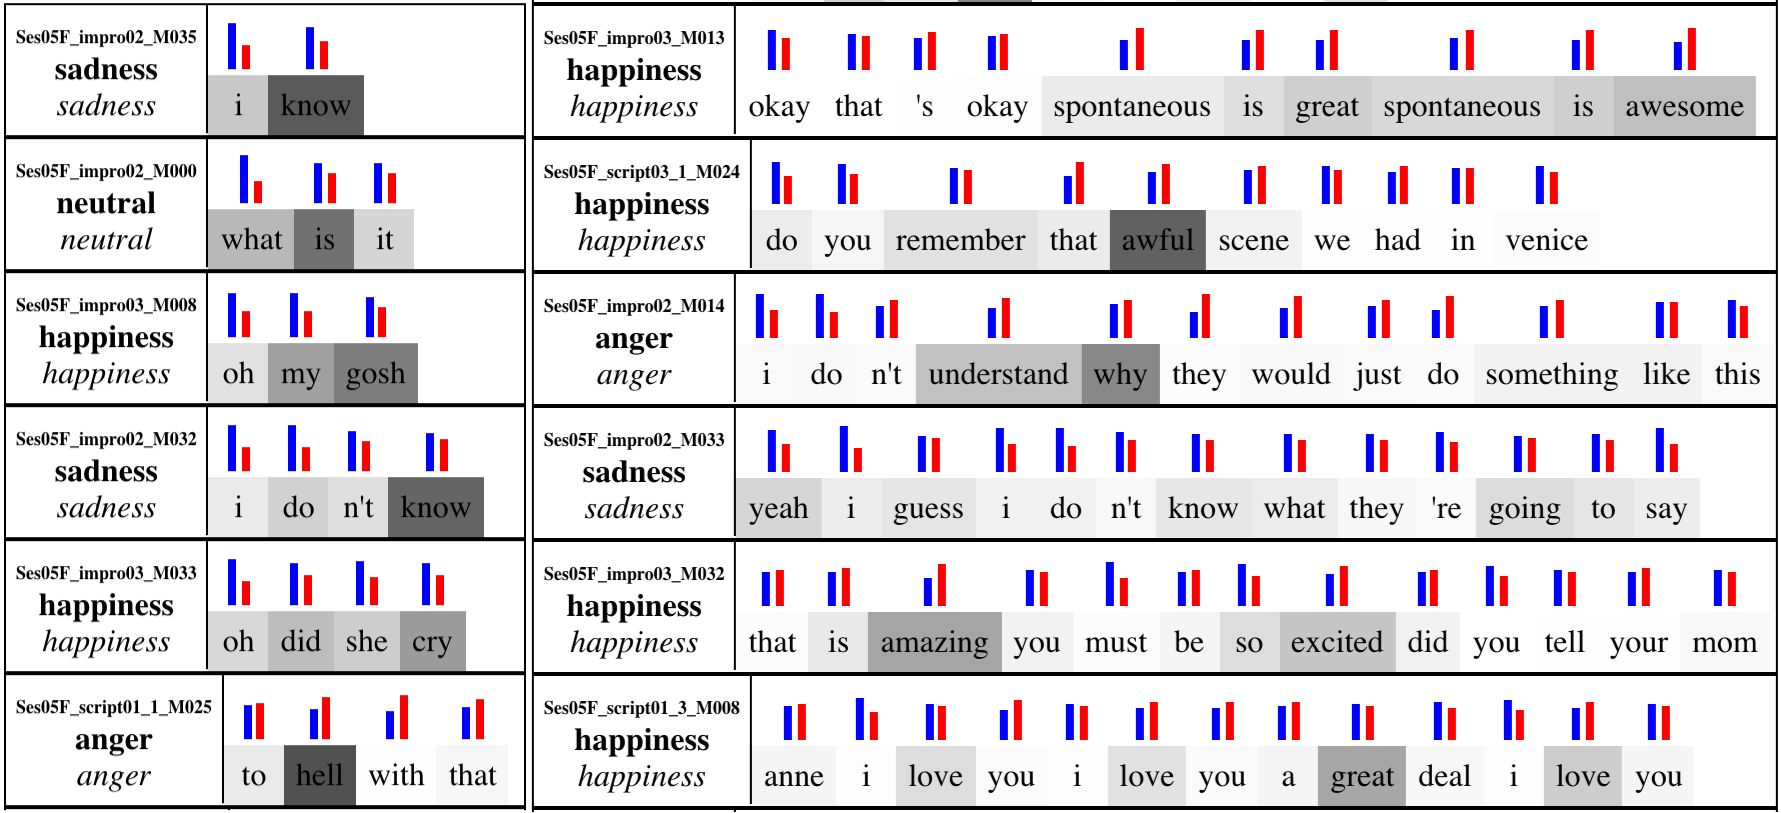 Ses05F_impro02_M035
sadness
sadness
i know
Ses05F_impro02_M000
neutral
neutral
what is it
Ses05F_impro03_M008
happiness
happiness
oh my gosh
Ses05F_impro02_M032
sadness
sadness
i do n't know
Ses05F_impro03_M033
happiness
happiness
oh did she cry
Ses05F_script01_1_M025
anger
anger
to hell with that
Ses05F_impro03_M013
happiness
happiness
okay that 's okay spontaneous is great spontaneous is awesome
Ses05F_script03_1_M024
happiness
happiness
do you remember that awful scene we had in venice
Ses05F_impro02_M014
anger
anger
i do n't understand why they would just do something like this
Ses05F_impro02_M033
sadness
sadness
yeah i guess i do n't know what they 're going to say
Ses05F_impro03_M032
happiness
happiness
that is amazing you must be so excited did you tell your mom
Ses05F_script01_3_M008
happiness
happiness
anne i love you i love you a great deal i love you